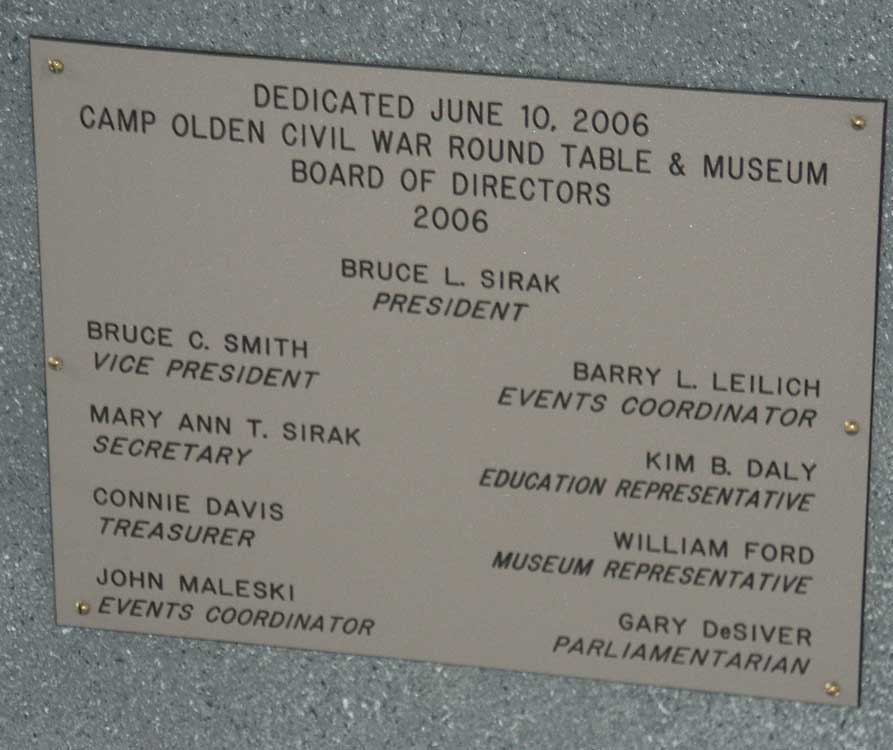 DEDICATED JUNE 10, 2006
CAMP OLDEN CIVIL WAR ROUND TABLE & MUSEUM
BOARD OF DIRECTORS
2006
BRUCE L. SIRAK
PRESIDENT
BRUCE C. SMITH
VICE PRESIDENT
MARY ANN T. SIRAK
SECRETARY
CONNIE DAVIS
TREASURER
JOHN MALESKI
EVENTS COORDINATOR
BARRY L. LEILICH
EVENTS COORDINATOR
KIM B. DALY
EDUCATION REPRESENTATIVE
WILLIAM FORD
MUSEUM REPRESENTATIVE
GARY DeSIVER
PARLIAMENTARIAN